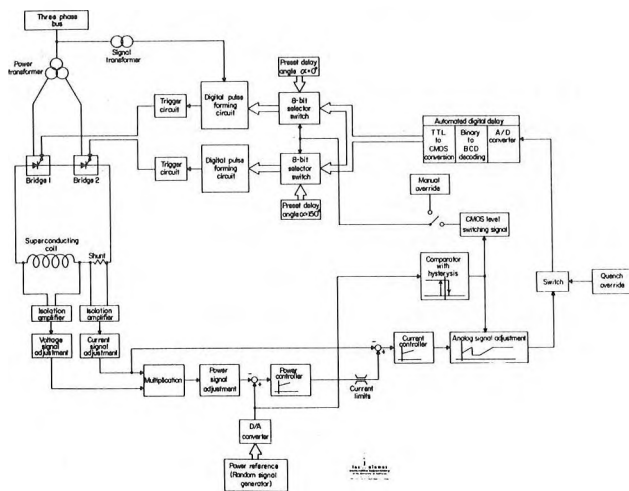 Three phase
bus
Power
transformer
Signal
transformer
Preset delay
angle α=0°
Trigger
circuit
Digital pulse
forming
circuit
8-bit
selector
switch
Automated digital delay
TTL
to
CMOS
conversion
Binary
to
BCD
decoding
A/D
converter
Trigger
circuit
Digital pulse
forming
circuit
8-bit
selector
switch
Bridge 1
Bridge 2
Preset delay
angle α=150°
Manual
override
CMOS level
switching signal
Superconducting
coil
Shunt
Comparator
with
hysterysis
Switch
Quench
override
Isolation
amplifier
Isolation
amplifier
Voltage
signal
adjustment
Current
signal
adjustment
Current
controller
Analog signal adjustment
Multiplication
Power
signal
adjustment
Power
controller
Current
limits
D/A
converter
Power reference
(Random signal
generator)
los alamos